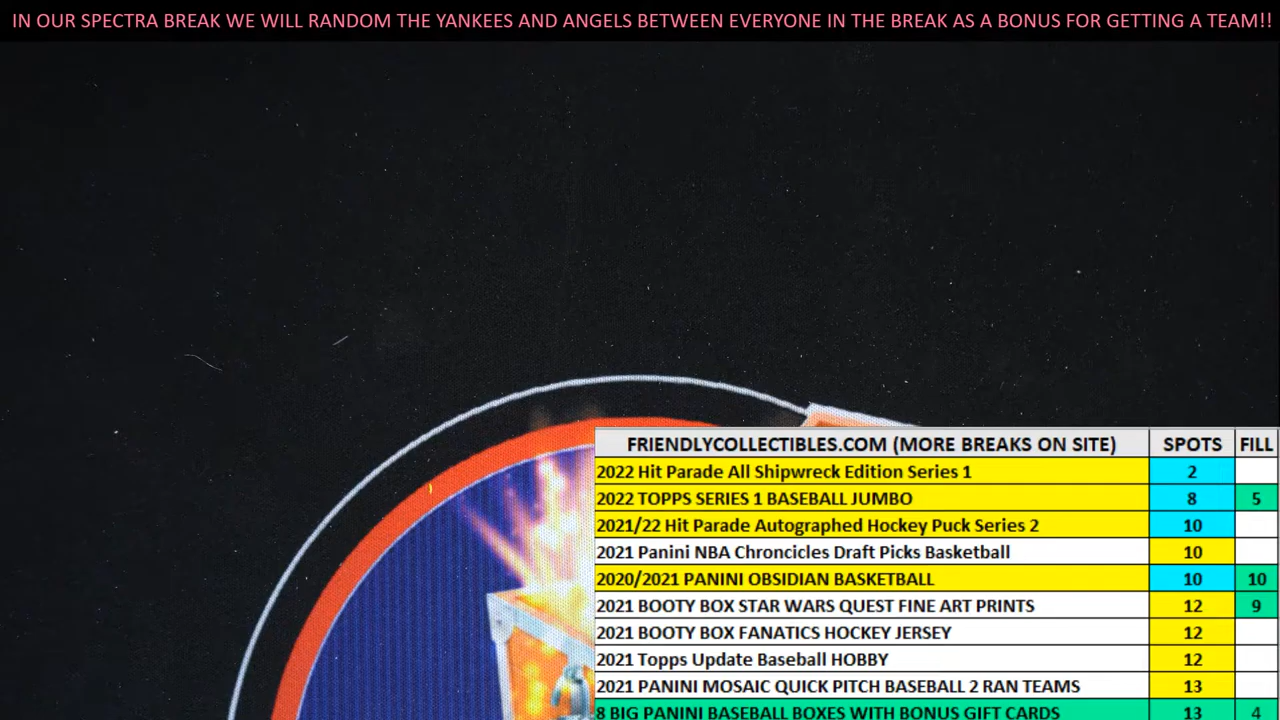 IN OUR SPECTRA BREAK WE WILL RANDOM THE YANKEES AND ANGELS BETWEEN EVERYONE IN THE BREAK AS A BONUS FOR GETTING A TEAM!!
FRIENDLYCOLLECTIBLES.COM (MORE BREAKS ON SITE) SPOTS FILL
2022 Hit Parade All Shipwreck Edition Series 1 2
2022 TOPPS SERIES 1 BASEBALL JUMBO 8 5
2021/22 Hit Parade Autographed Hockey Puck Series 2 10
2021 Panini NBA Chroncicles Draft Picks Basketball 10
2020/2021 PANINI OBSIDIAN BASKETBALL 10 10
2021 BOOTY BOX STAR WARS QUEST FINE ART PRINTS 12 9
2021 BOOTY BOX FANATICS HOCKEY JERSEY 12
2021 Topps Update Baseball HOBBY 12
2021 PANINI MOSAIC QUICK PITCH BASEBALL 2 RAN TEAMS 13
8 BIG PANINI BASEBALL BOXES WITH BONUS GIFT CARDS 13 4